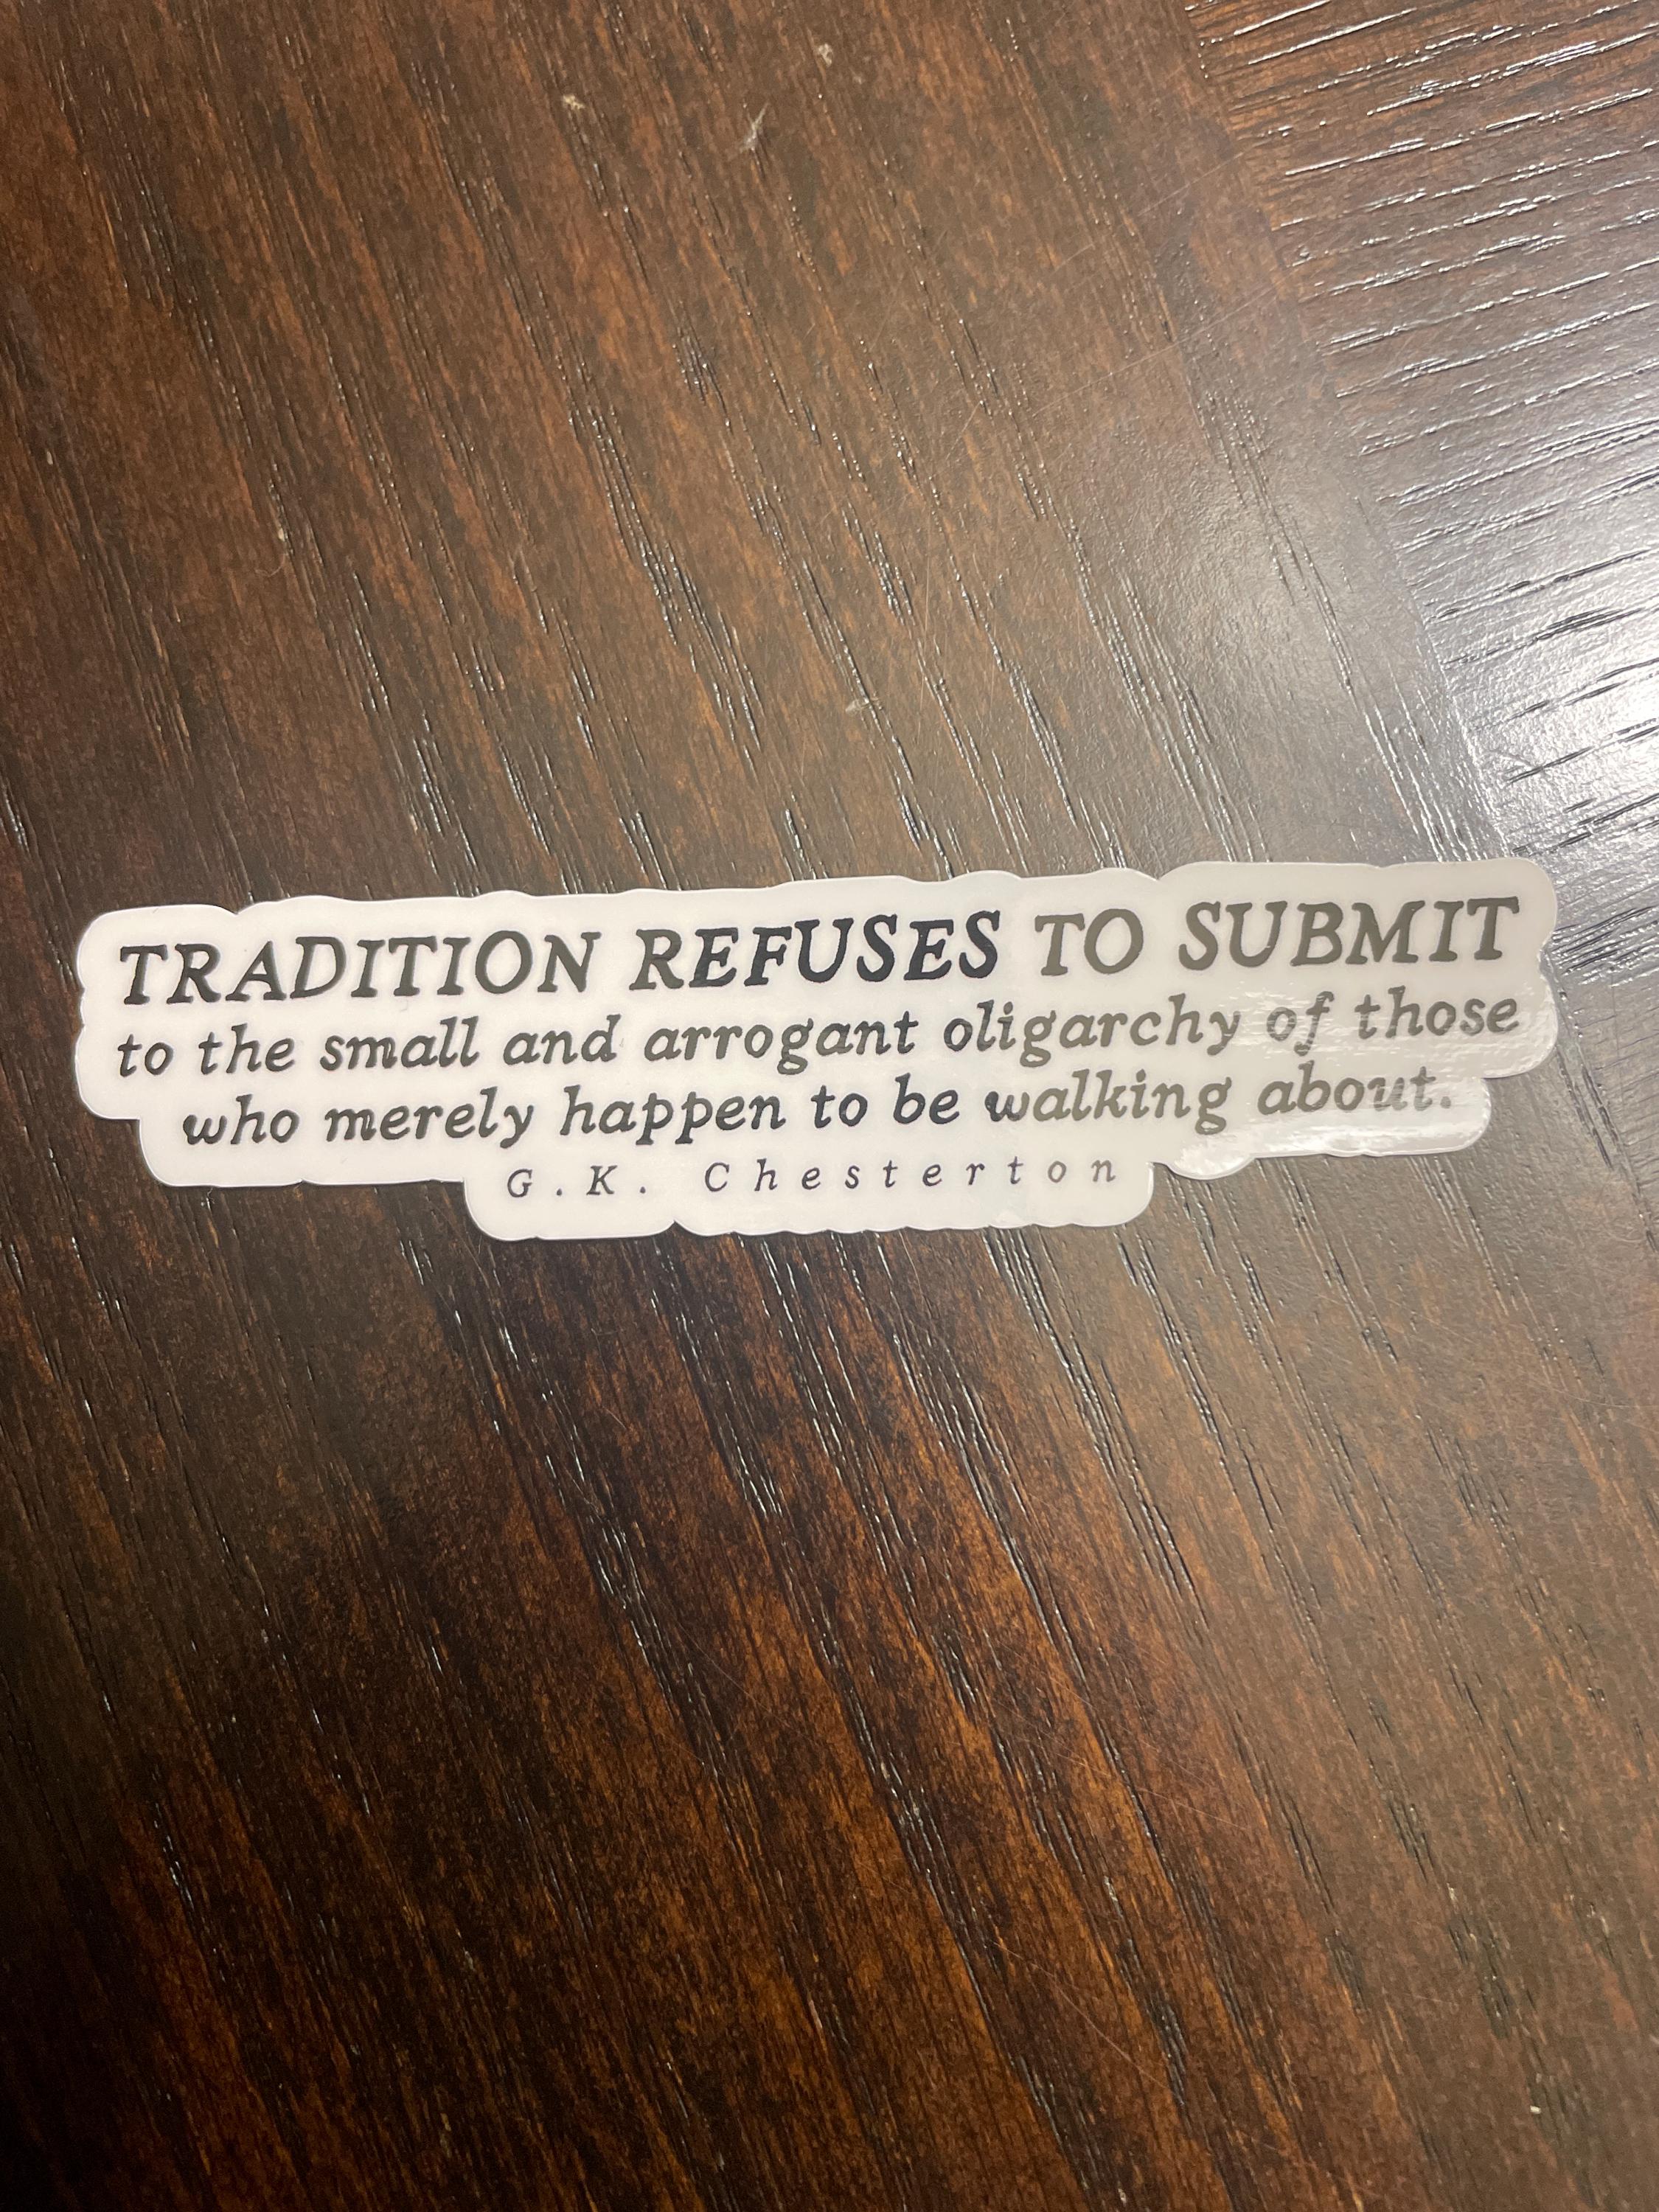 TRADITION REFUSES TO SUBMIT
to the small and arrogant oligarchy of those
who merely happen to be walking about.
G.K. Chesterton